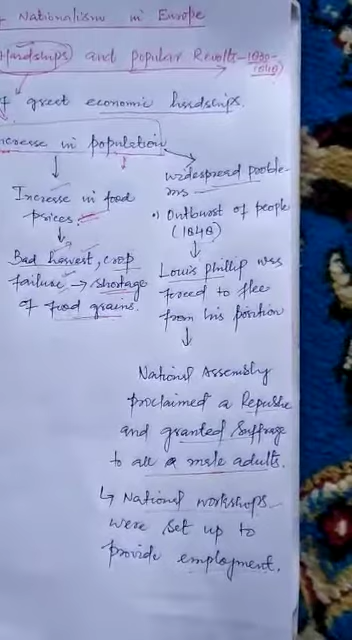 Nationalism in Europe
Hardships and popular Revolts - 1830-
1848
of great economic hardships.
ncrease in population
Increase in food
prices.
Bad harvest, crop
failure → shortage
of food grains.
widespread proble-
ms
Outburst of people
(1848)
Louis phillip was
forced to flee
from his position
National Assembly
proclaimed a
and granted Suffrage
to all a male adults.
↳ National workshops
were set up to
provide employment.